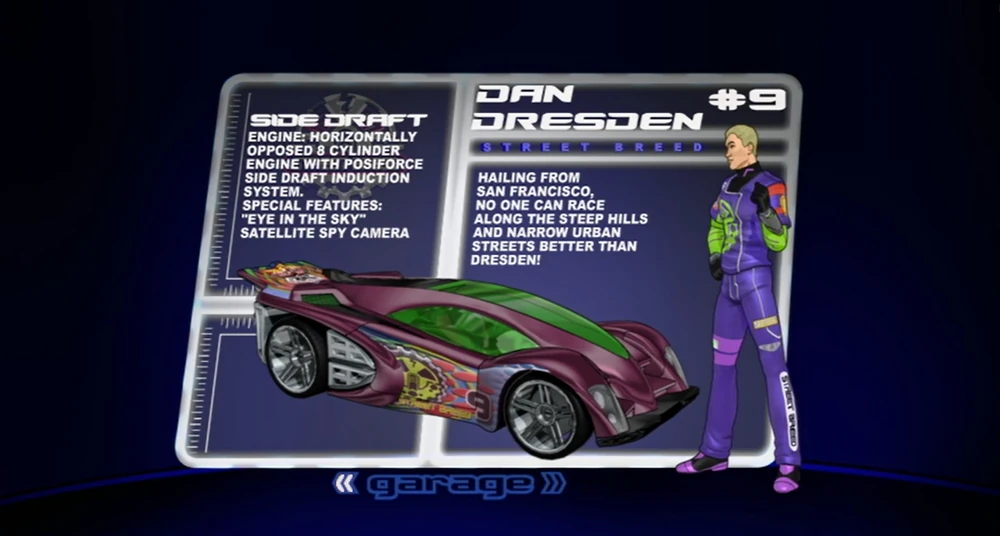 SIDE DRAFT
ENGINE: HORIZONTALLY
OPPOSED 8 CYLINDER
ENGINE WITH POSIFORCE
SIDE DRAFT INDUCTION
SYSTEM.
SPECIAL FEATURES:
"EYE IN THE SKY"
SATELLITE SPY CAMERA
DAN
DRESDEN
#9
STREET BREED
HAILING FROM
SAN FRANCISCO,
NO ONE CAN RACE
ALONG THE STEEP HILLS
AND NARROW URBAN
STREETS BETTER THAN
DRESDEN!
9
STREET BREED
« garage »